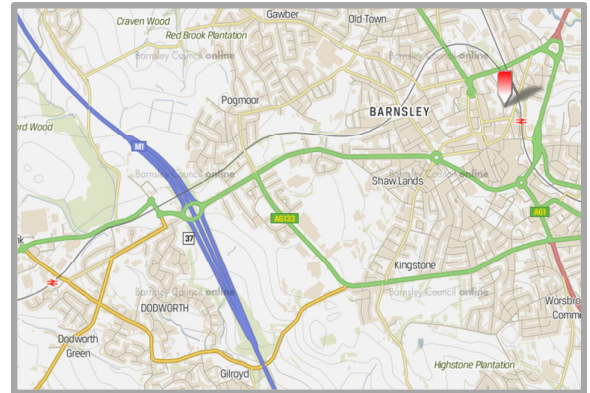 Craven Wood
Gawber
Old Town
Red Brook Plantation
Barnsley Council online
Barnsley Council online
Pogmoor
BARNSLEY
M1
Barnsley Council online
Barnsley Council online
Shaw Lands
A6133
A61
37
Kingstone
DODWORTH
Barnsley Council online
Barnsley Council online
Dodworth
Green
Gilroyd
Highstone Plantation